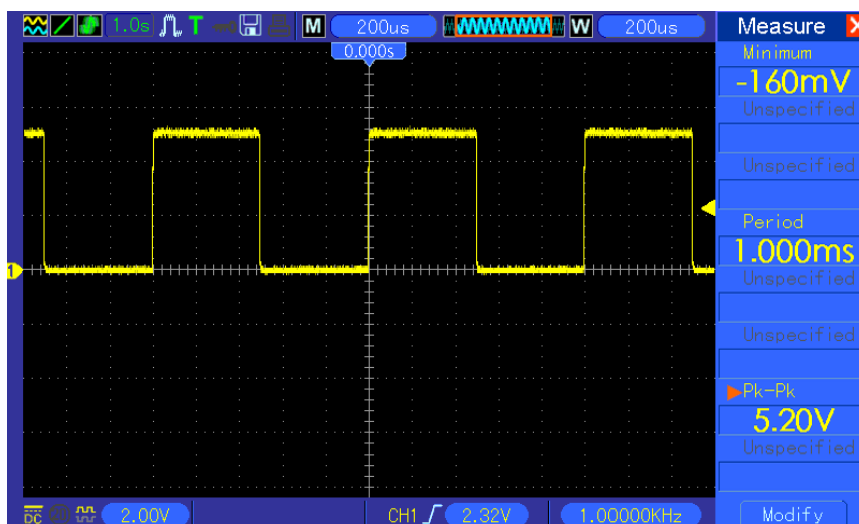 1.0s T M 200us W 200us
0.000s
Measure
Minimum
-160mV
Unspecified
Unspecified
Period
1.000ms
Unspecified
Unspecified
Pk-Pk
5.20V
Unspecified
Modify
1
DC 2.00V CH1 2.32V 1.00000KHz